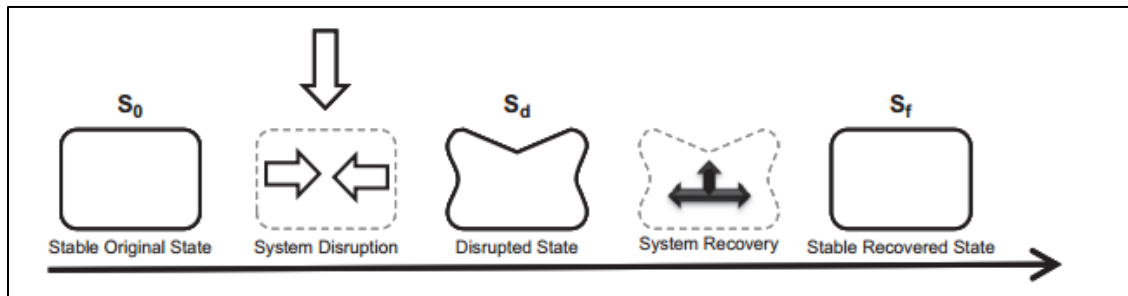 S0
Sd
Sf
Stable Original State
System Disruption
Disrupted State
System Recovery
Stable Recovered State